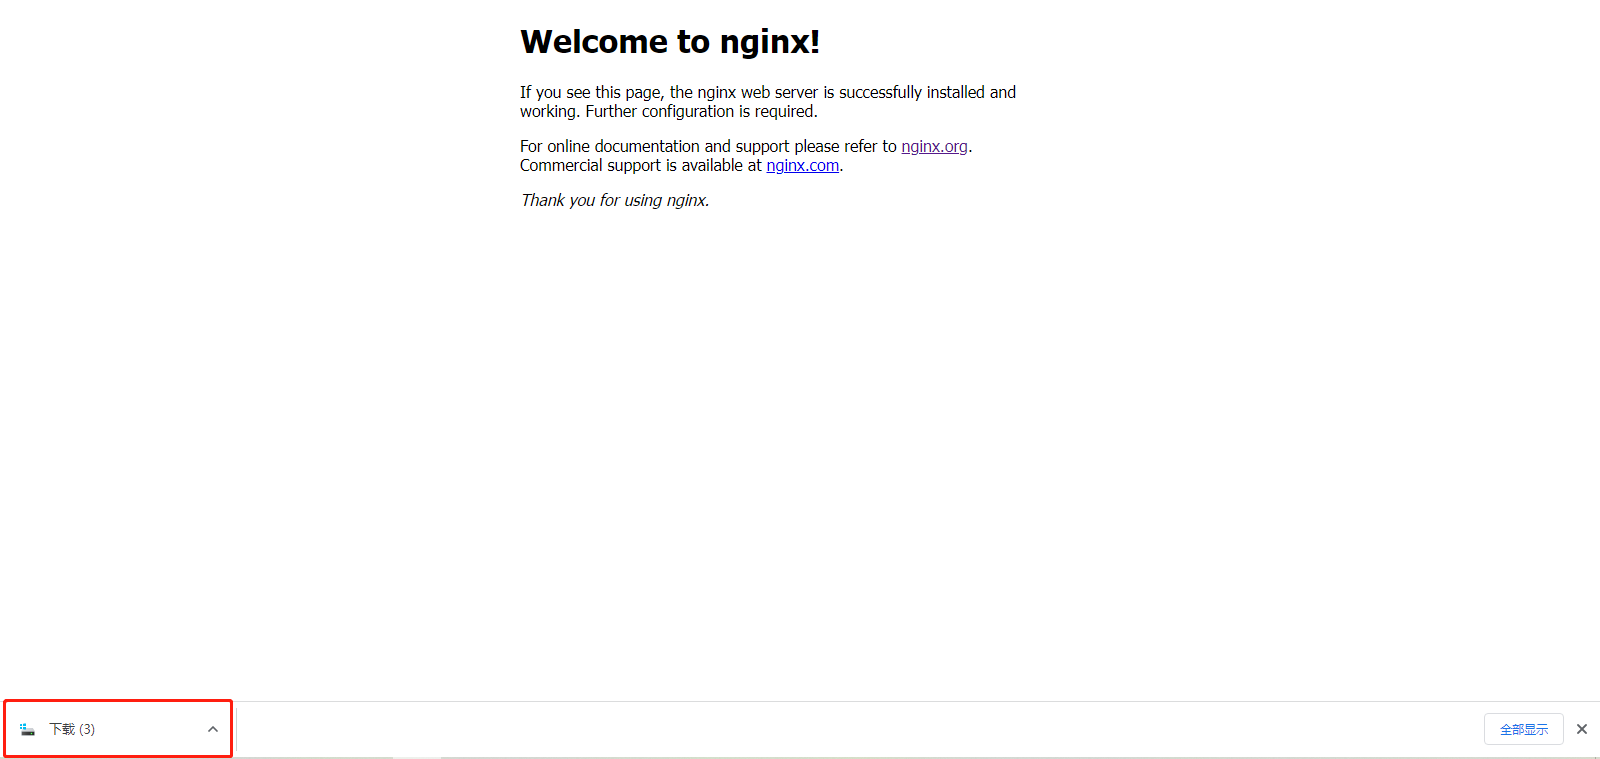 Welcome to nginx!
If you see this page, the nginx web server is successfully installed and
working. Further configuration is required.
For online documentation and support please refer to nginx.org.
Commercial support is available at nginx.com.
Thank you for using nginx.
下载 (3)
全部显示